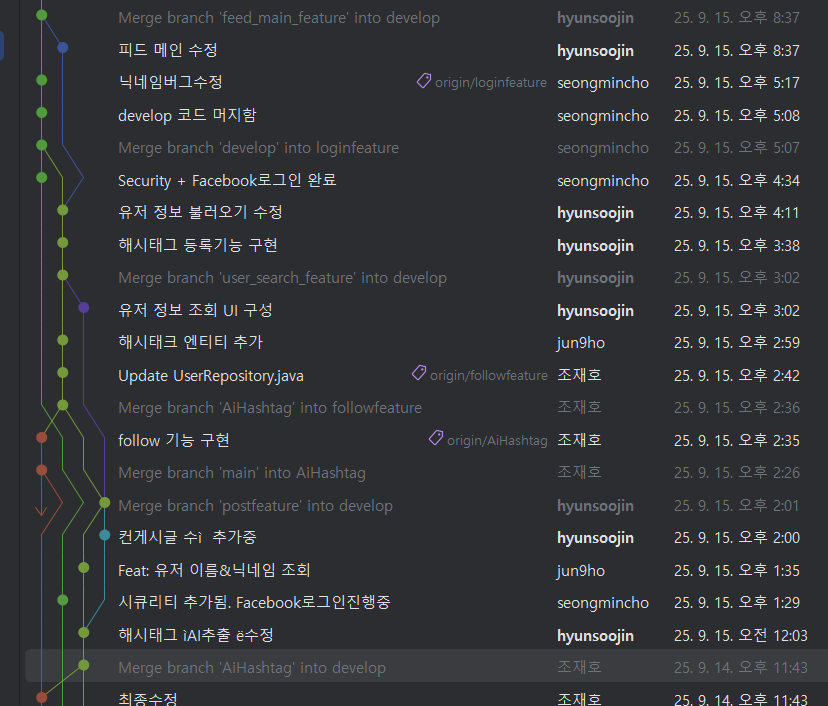 Merge branch 'feed_main_feature' into develop hyunsoojin 25. 9. 15. 오후 8:37
피드 메인 수정 hyunsoojin 25. 9. 15. 오후 8:37
닉네임버그수정 origin/loginfeature seongmincho 25. 9. 15. 오후 5:17
develop 코드 머지함 seongmincho 25. 9. 15. 오후 5:08
Merge branch 'develop' into loginfeature seongmincho 25. 9. 15. 오후 5:07
Security + Facebook로그인 완료 seongmincho 25. 9. 15. 오후 4:34
유저 정보 불러오기 수정 hyunsoojin 25. 9. 15. 오후 4:11
해시태그 등록기능 구현 hyunsoojin 25. 9. 15. 오후 3:38
Merge branch 'user_search_feature' into develop hyunsoojin 25. 9. 15. 오후 3:02
유저 정보 조회 UI 구성 hyunsoojin 25. 9. 15. 오후 3:02
해시태크 엔티티 추가 jun9ho 25. 9. 15. 오후 2:59
Update UserRepository.java origin/followfeature 조재호 25. 9. 15. 오후 2:42
Merge branch 'AiHashtag' into followfeature 조재호 25. 9. 15. 오후 2:36
follow 기능 구현 origin/AiHashtag 조재호 25. 9. 15. 오후 2:35
Merge branch 'main' into AiHashtag 조재호 25. 9. 15. 오후 2:26
Merge branch 'postfeature' into develop hyunsoojin 25. 9. 15. 오후 2:01
컨게시글 수ì 추가중 hyunsoojin 25. 9. 15. 오후 2:00
Feat: 유저 이름&닉네임 조회 jun9ho 25. 9. 15. 오후 1:35
시큐리티 추가됨. Facebook로그인진행중 seongmincho 25. 9. 15. 오후 1:29
해시태그 ìAI추출 ë수정 hyunsoojin 25. 9. 15. 오전 12:03
Merge branch 'AiHashtag' into develop 조재호 25. 9. 14. 오후 11:43
최종수정 조재호 25. 9. 14. 오후 11:43